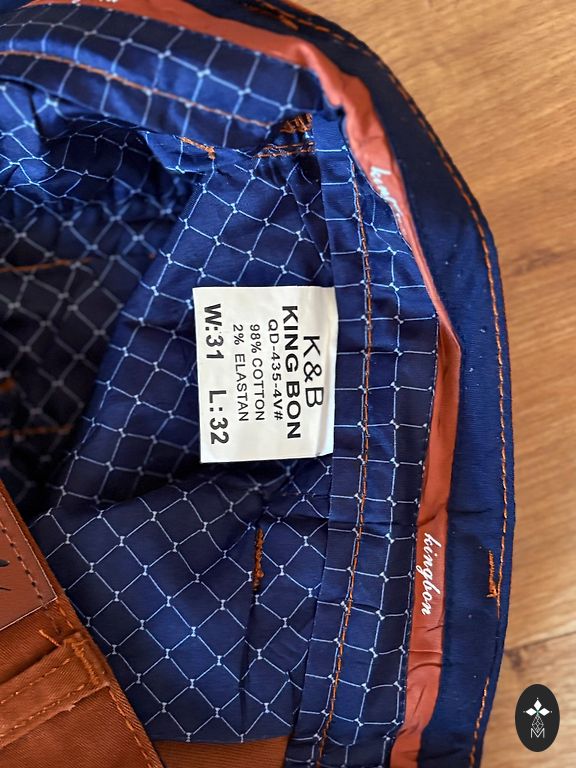 K&B
KING BON
QD-435-4V#
98% COTTON
2% ELASTAN
W:31 L:32
kingbon